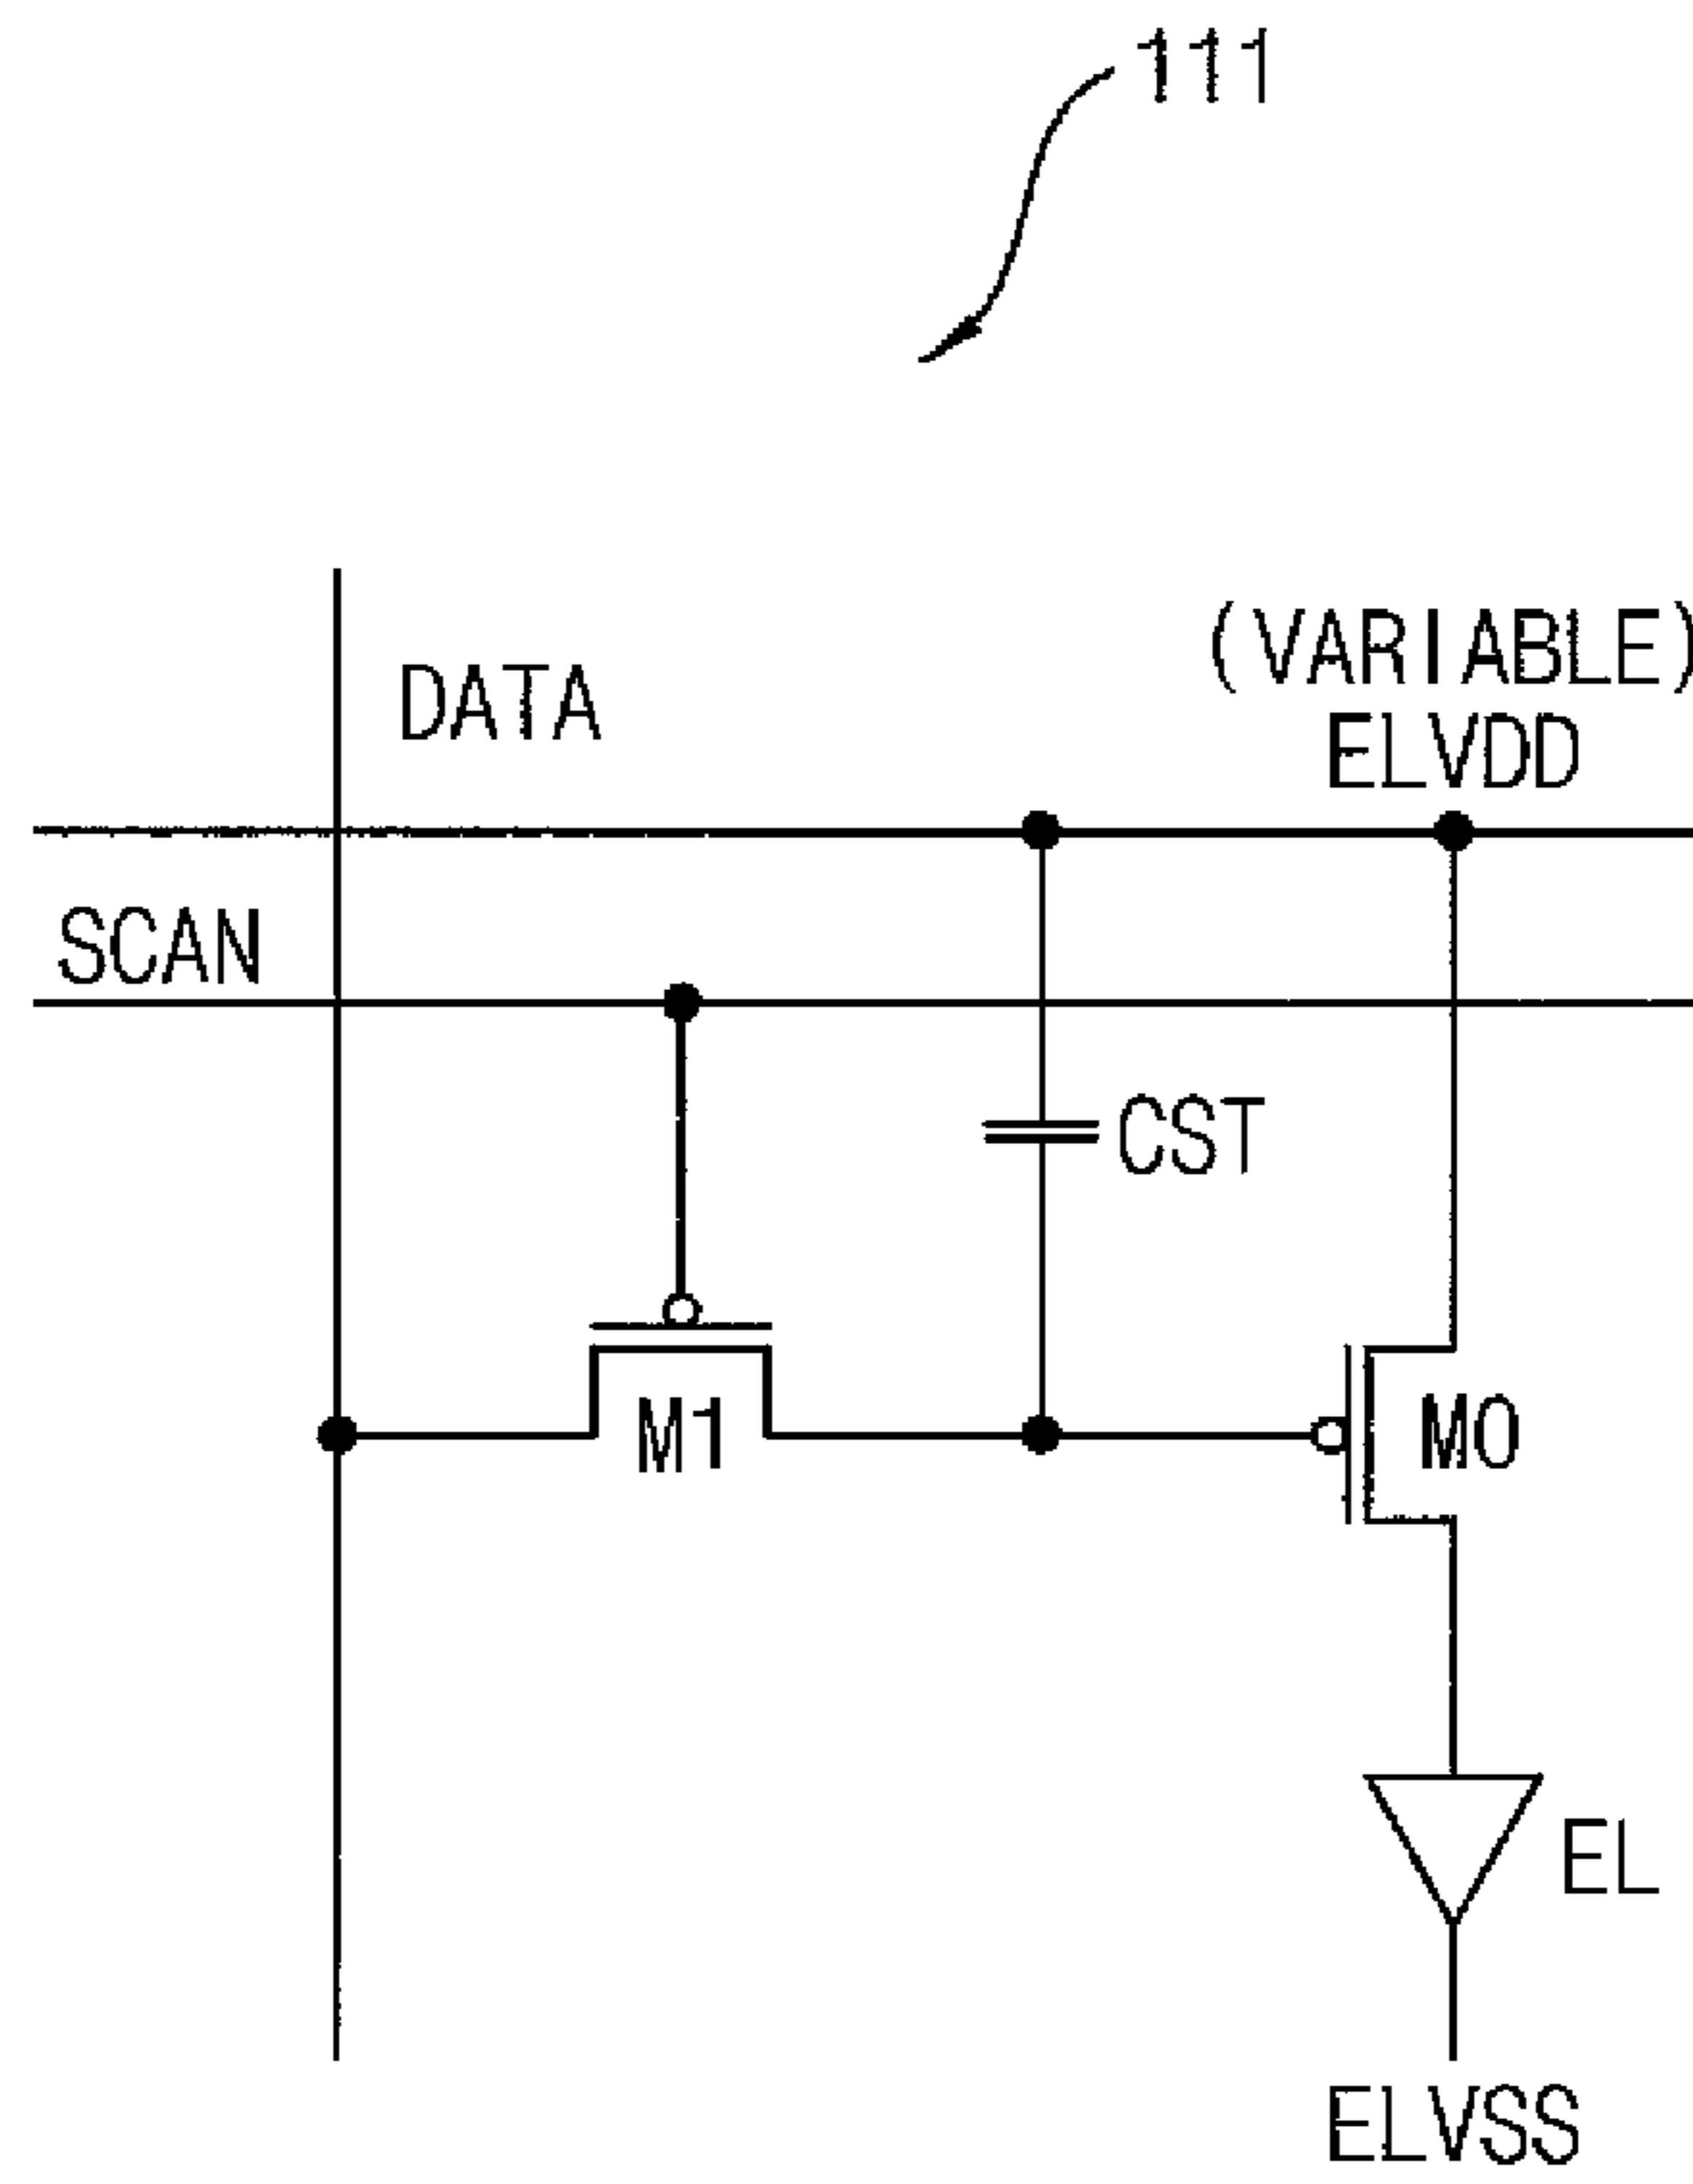 111
(VARIABLE)
DATA
ELVDD
SCAN
CST
M1
M0
EL
ELVSS